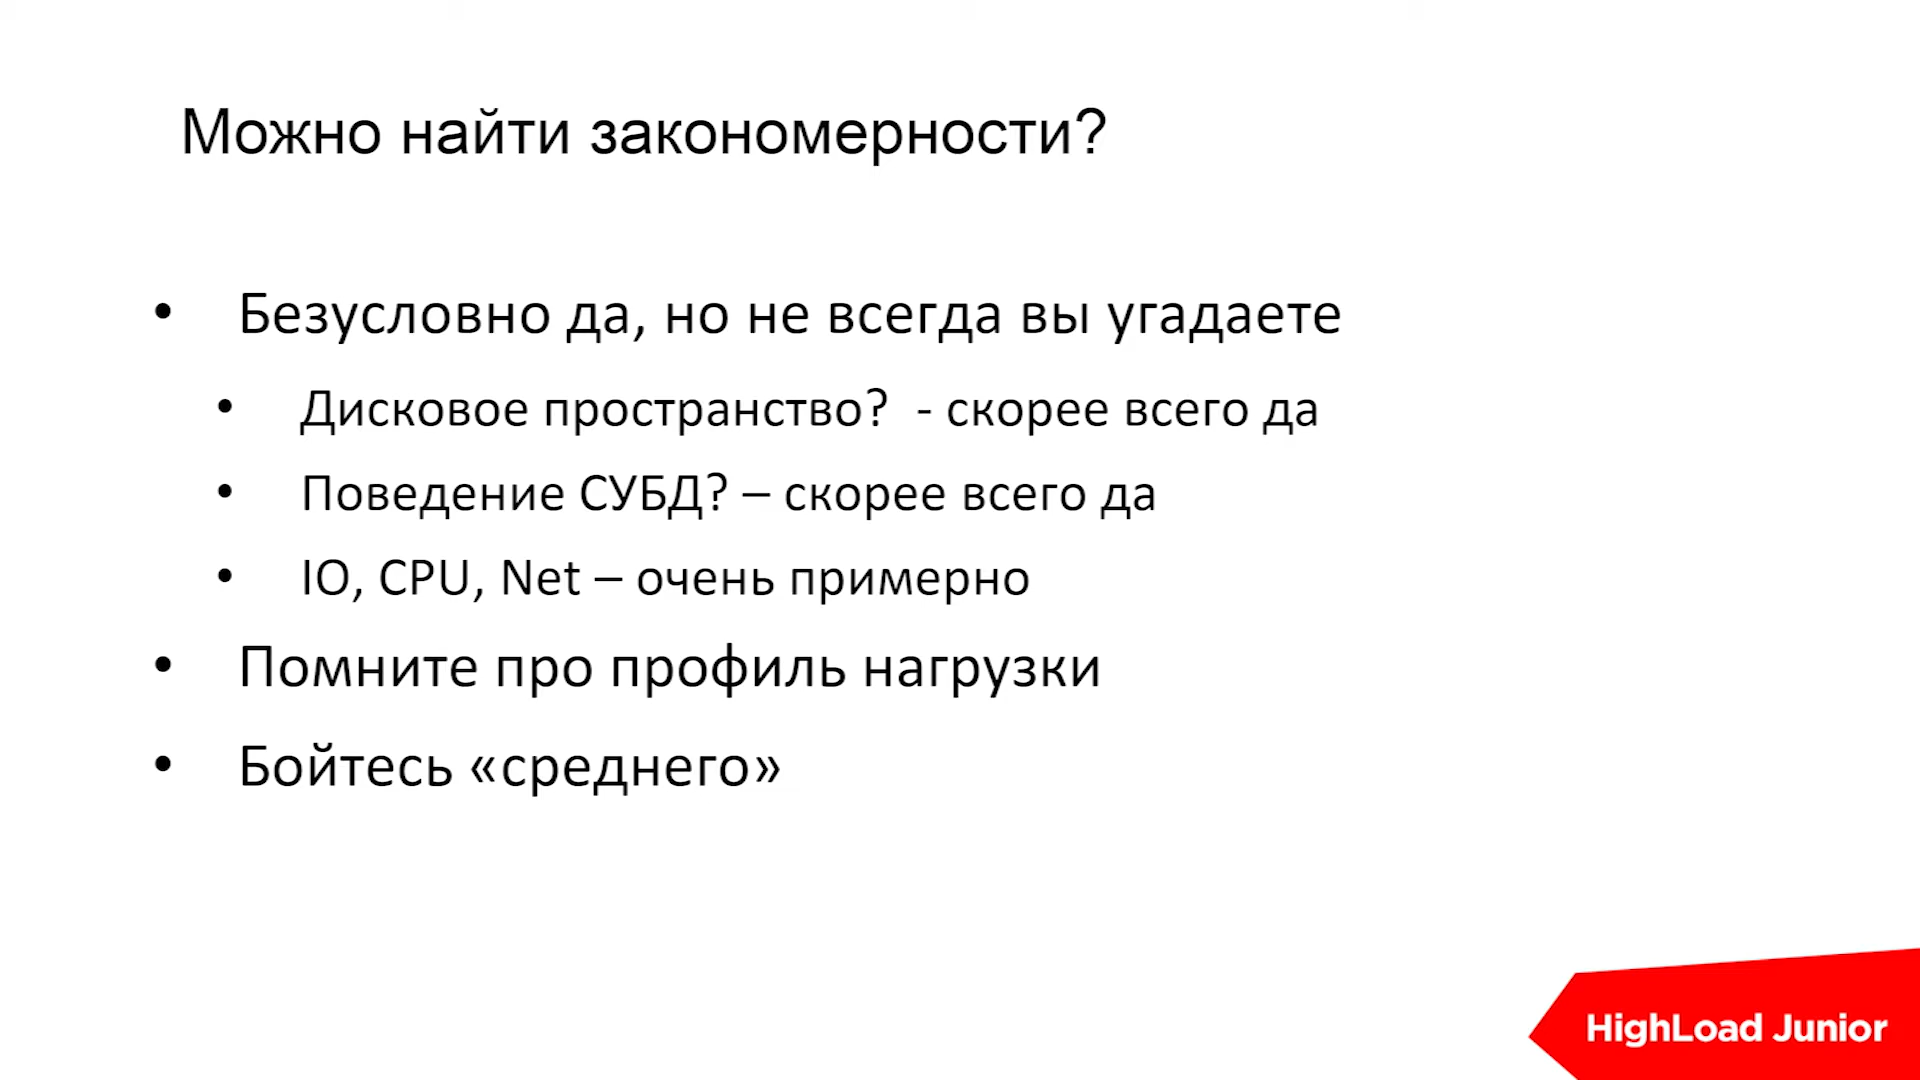 Можно найти закономерности?
• Безусловно да, но не всегда вы угадаете
• Дисковое пространство?  - скорее всего да
• Поведение СУБД? – скорее всего да
• IO, CPU, Net – очень примерно
• Помните про профиль нагрузки
• Бойтесь «среднего»
HighLoad Junior